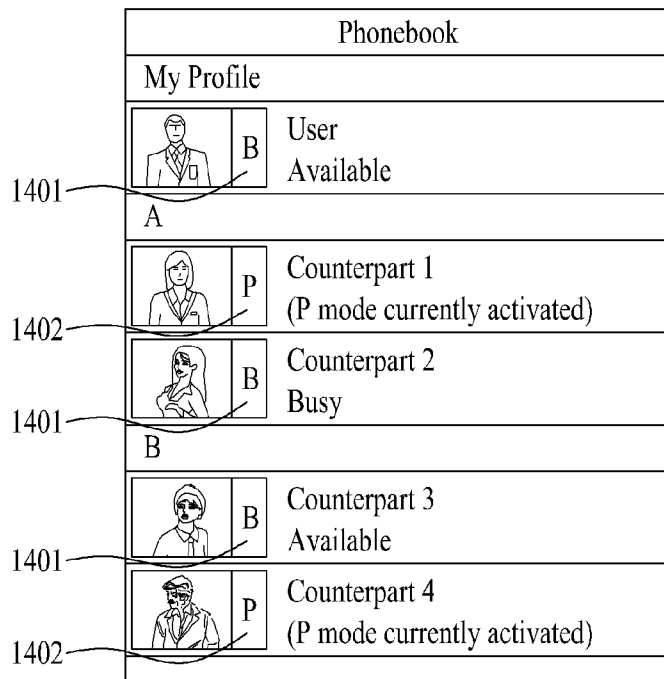 Phonebook
My Profile
B
User
Available
1401
A
P
Counterpart 1
(P mode currently activated)
1402
B
Counterpart 2
Busy
1401
B
B
Counterpart 3
Available
1401
P
Counterpart 4
(P mode currently activated)
1402